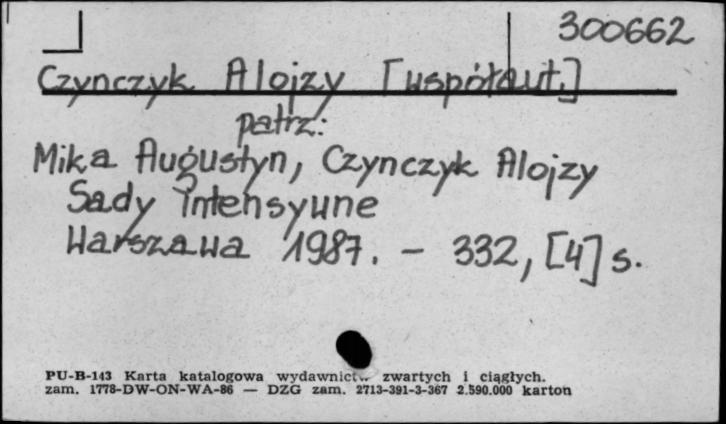 300662
Czynczyk Alojzy [współaut.]
patrz:
Mika Augustyn, Czynczyk Alojzy
Sady intensywne
Warszawa 1987. – 332, [4] s.
PU-B-143 Karta katalogowa wydawnictw zwartych i ciągłych.
zam. 1778-DW-ON-WA-86 — DZG zam. 2713-391-3-367 2.590.000 karton